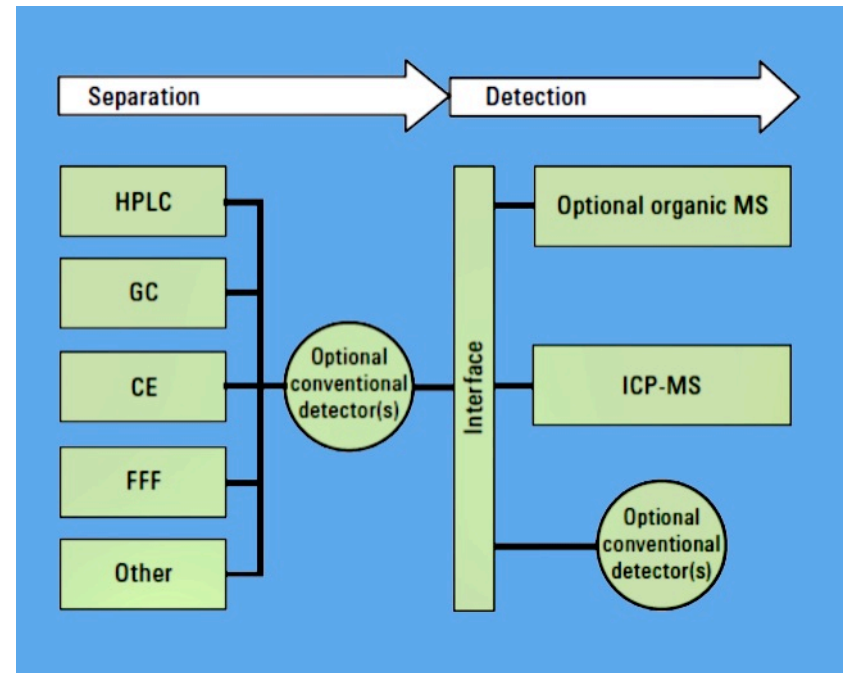 Separation
Detection
HPLC
GC
CE
FFF
Other
Optional
conventional
detector(s)
Interface
Optional organic MS
ICP-MS
Optional
conventional
detector(s)